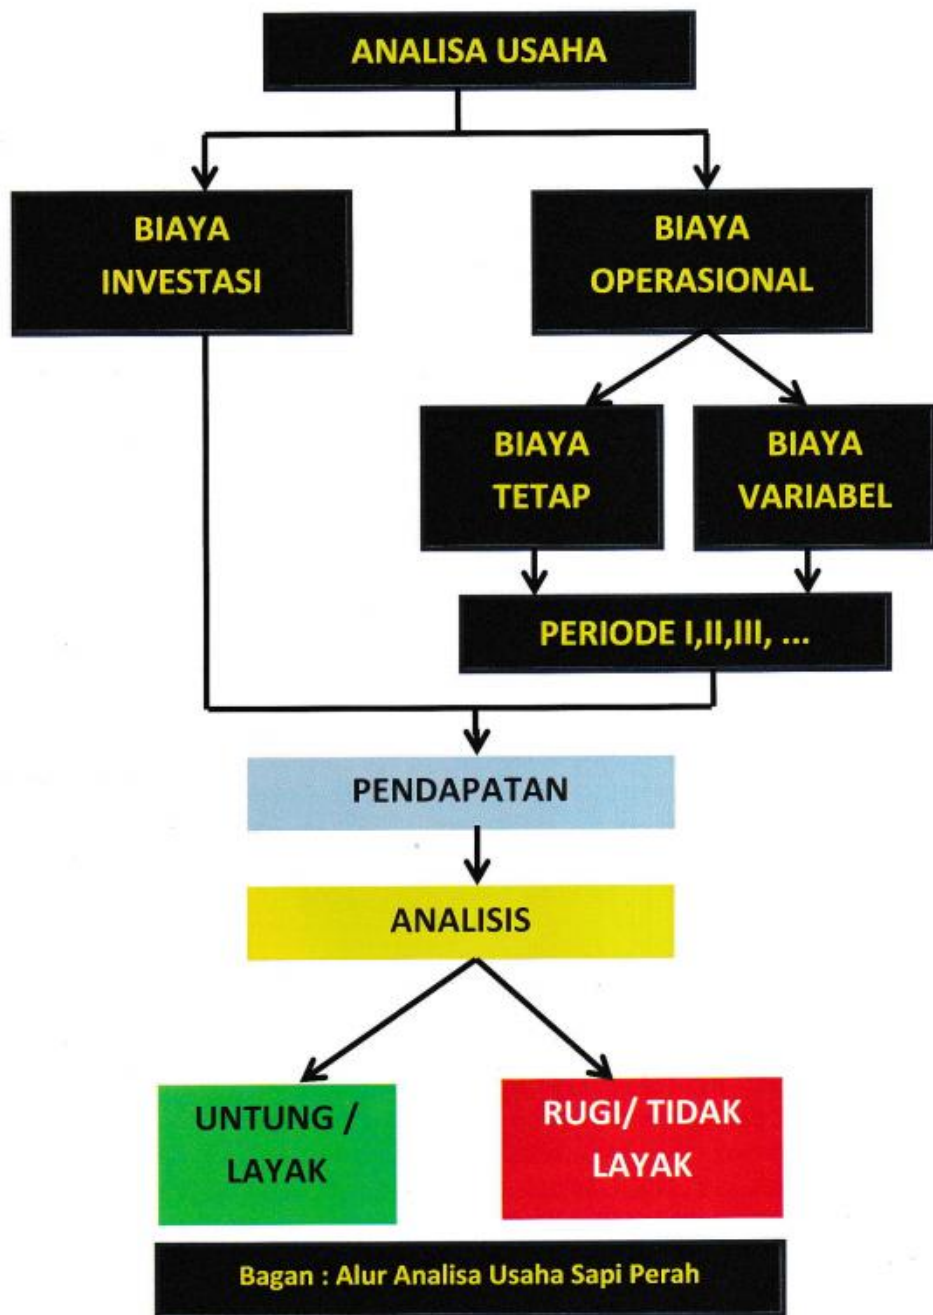 ANALISA USAHA
BIAYA
INVESTASI
BIAYA
OPERASIONAL
BIAYA
TETAP
BIAYA
VARIABEL
PERIODE I,II,III, ...
PENDAPATAN
ANALISIS
UNTUNG /
LAYAK
RUGI/ TIDAK
LAYAK
Bagan : Alur Analisa Usaha Sapi Perah